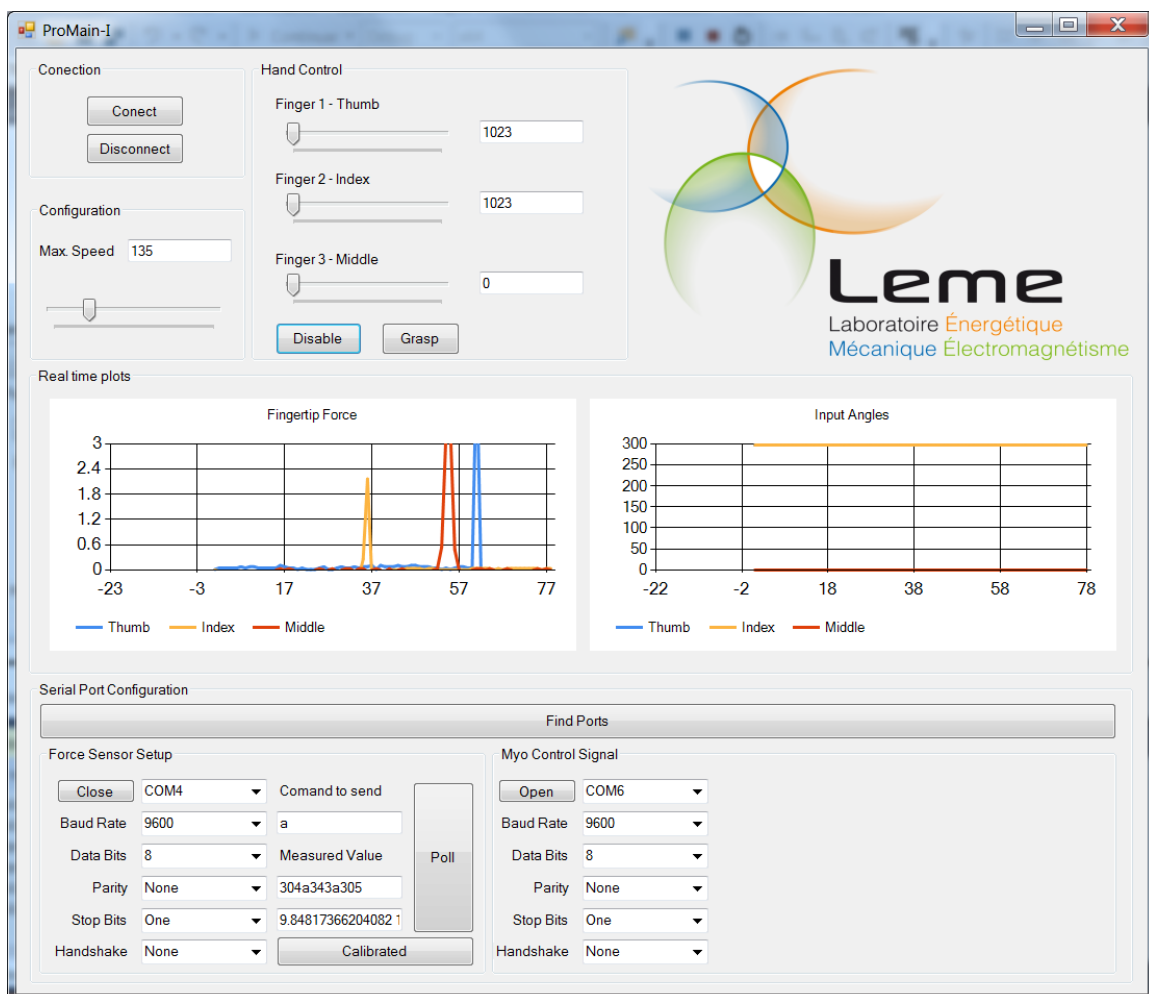 ProMain-I
Conection
Conect
Disconnect
Configuration
Max. Speed 135
Hand Control
Finger 1 - Thumb
1023
Finger 2 - Index
1023
Finger 3 - Middle
0
Disable Grasp
Leme
Laboratoire Énergétique
Mécanique Électromagnétisme
Real time plots
Fingertip Force
3
2.4
1.8
1.2
0.6
0
-23 -3 17 37 57 77
Thumb Index Middle
Input Angles
300
250
200
150
100
50
0
-22 -2 18 38 58 78
Thumb Index Middle
Serial Port Configuration
Find Ports
Force Sensor Setup
Close COM4 Comand to send
Baud Rate 9600 a
Data Bits 8 Measured Value
Poll
Parity None 304a343a305
Stop Bits One 9.84817366204082 1
Handshake None Calibrated
Myo Control Signal
Open COM6
Baud Rate 9600
Data Bits 8
Parity None
Stop Bits One
Handshake None